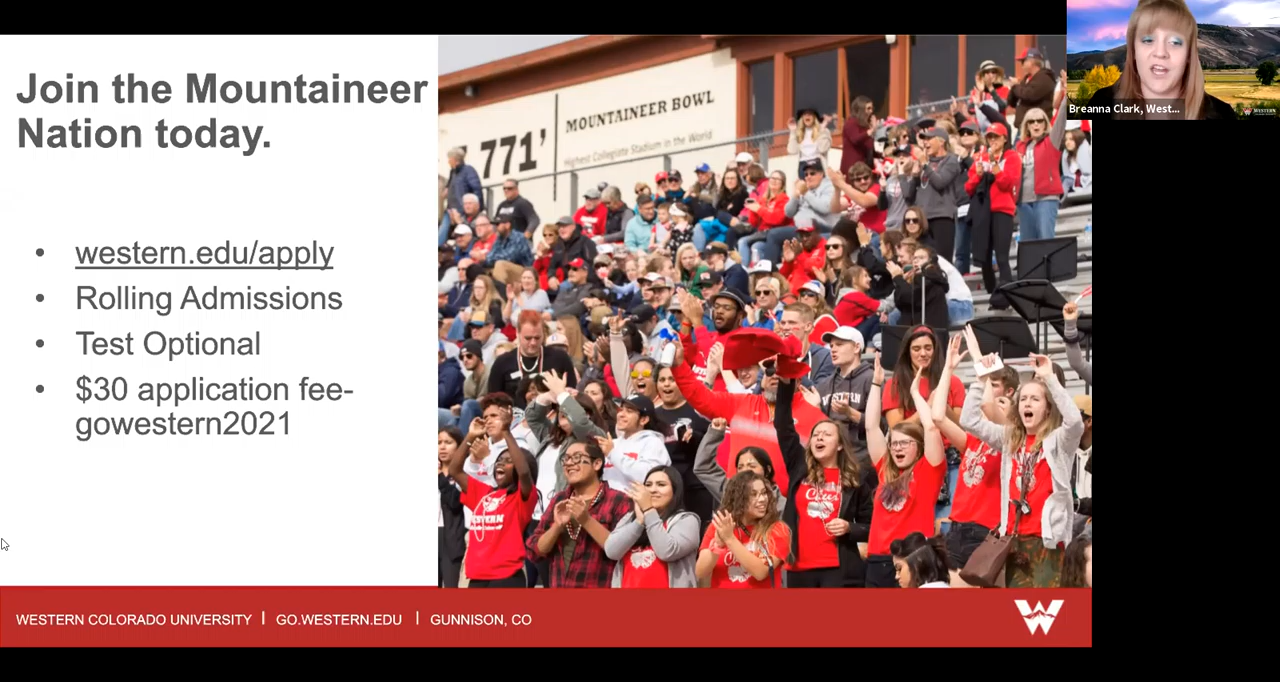 Join the Mountaineer
Nation today.
• western.edu/apply
• Rolling Admissions
• Test Optional
• $30 application fee-
gowestern2021
MOUNTAINEER BOWL
771'
Highest Collegiate Stadium in the World
WESTERN
Breanna Clark, West...
WESTERN COLORADO UNIVERSITY | GO.WESTERN.EDU | GUNNISON, CO
W